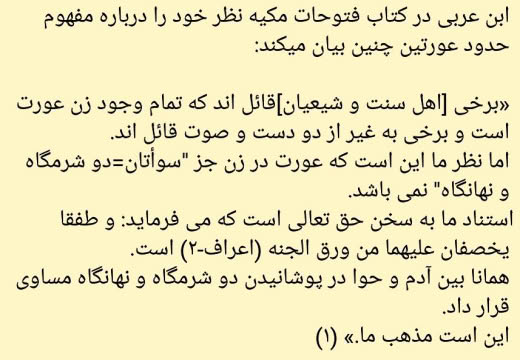 ابن عربی در کتاب فتوحات مکیه نظر خود را درباره مفهوم
حدود عورتین چنین بیان میکند:
«برخی [اهل سنت و شیعیان]قائل اند که تمام وجود زن عورت
است و برخی به غیر از دو دست و صوت قائل اند.
اما نظر ما این است که عورت در زن جز "سوأتان=دو شرمگاه
و نهانگاه" نمی باشد.
استناد ما به سخن حق تعالی است که می فرماید: و طفقا
یخصفان علیهما من ورق الجنه (اعراف-۲) است.
همانا بین آدم و حوا در پوشانیدن دو شرمگاه و نهانگاه مساوی
قرار داد.
این است مذهب ما.» (۱)